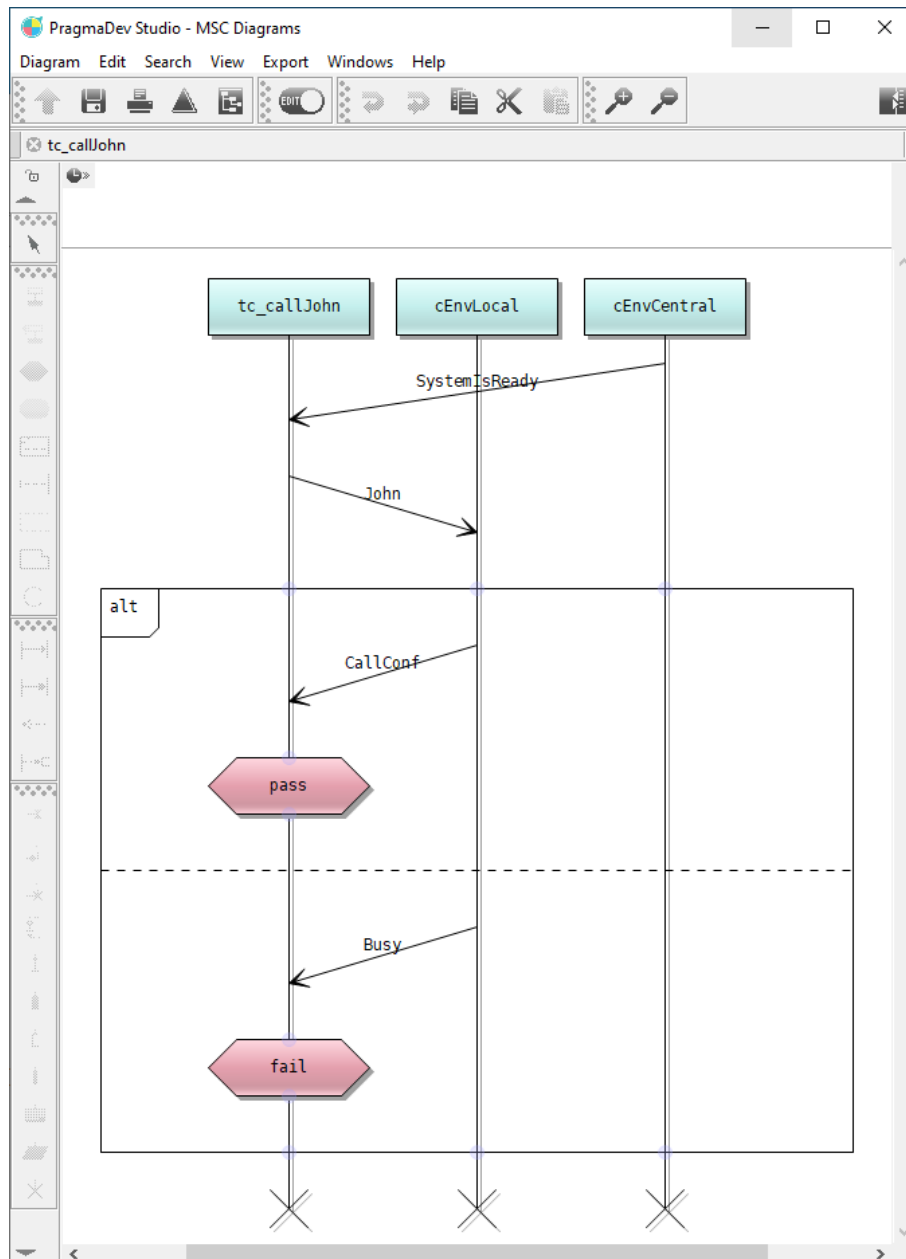 PragmaDev Studio - MSC Diagrams
Diagram Edit Search View Export Windows Help
EDIT
tc_callJohn
tc_callJohn cEnvLocal cEnvCentral
SystemIsReady
John
alt
CallConf
pass
Busy
fail